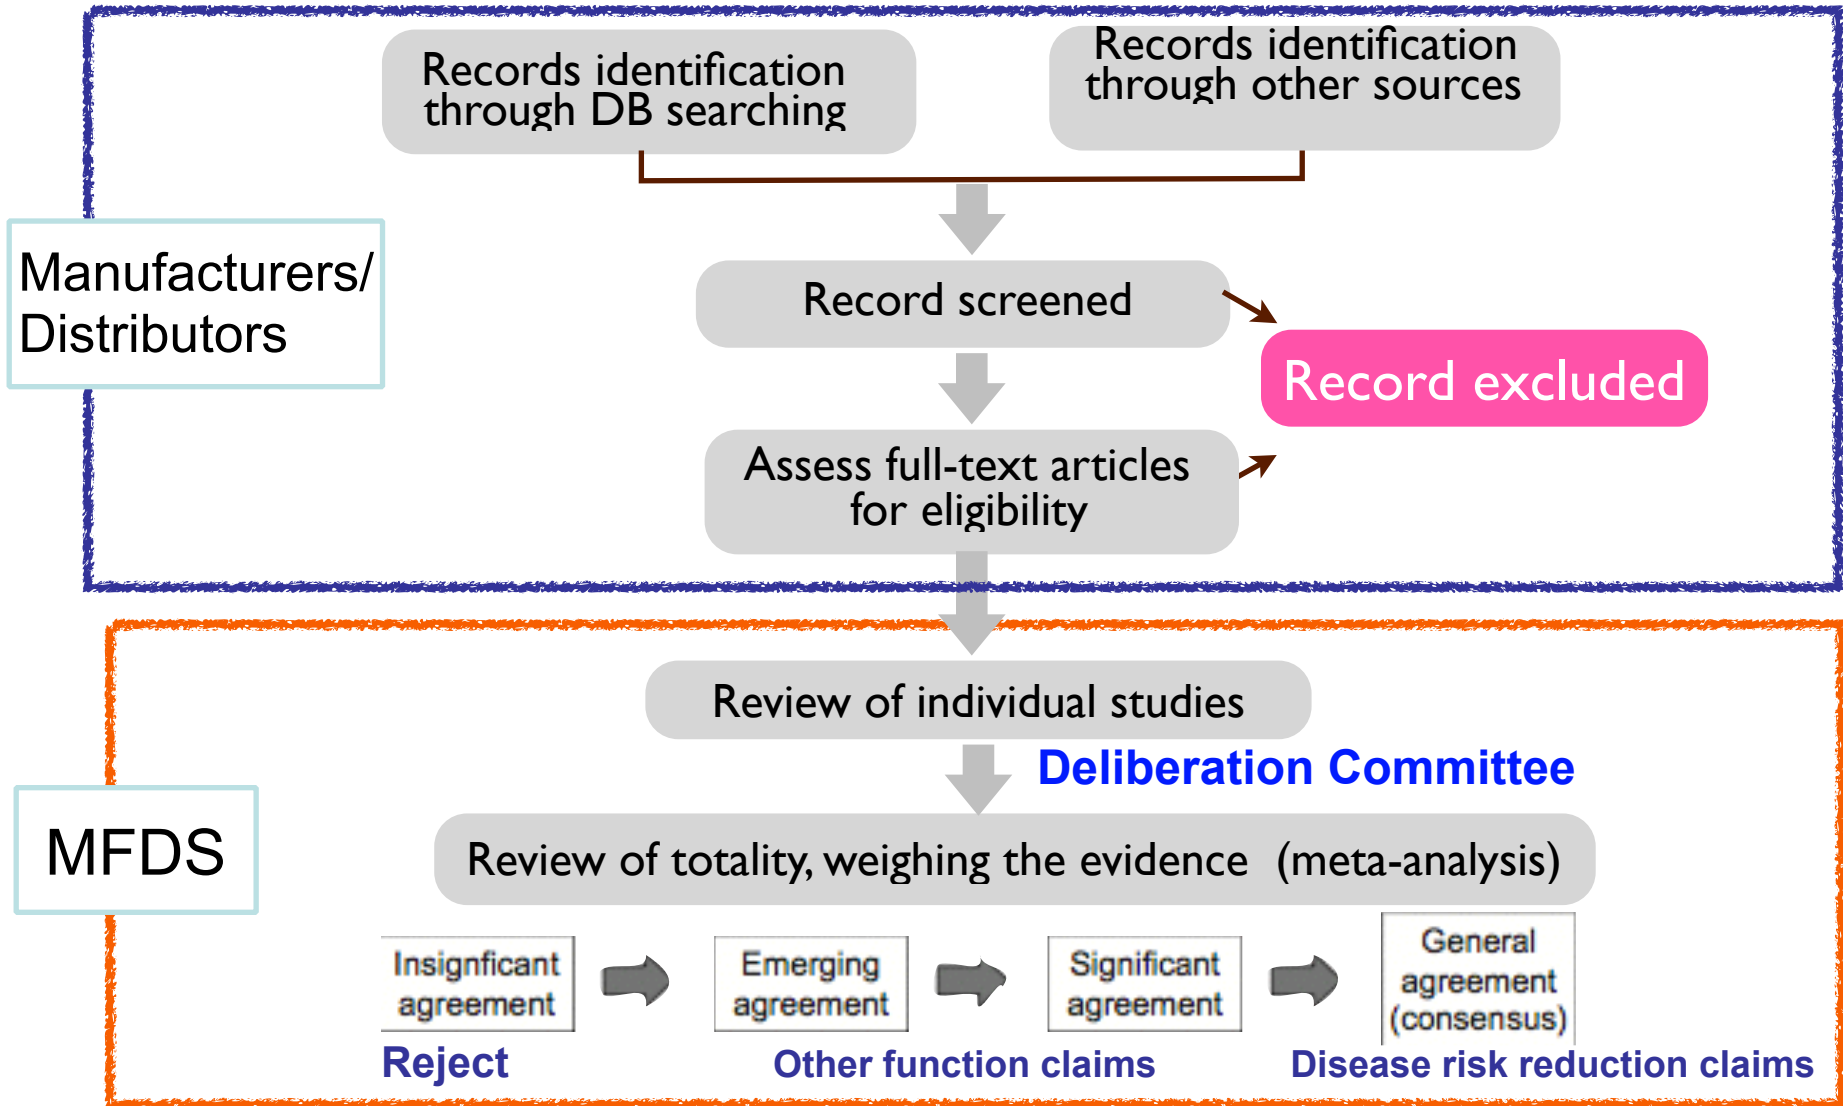 Records identification
through DB searching
Records identification
through other sources
Manufacturers/
Distributors
Record screened
Record excluded
Assess full-text articles
for eligibility
Review of individual studies
Deliberation Committee
MFDS
Review of totality, weighing the evidence (meta-analysis)
Insignficant
agreement
Emerging
agreement
Significant
agreement
General
agreement
(consensus)
Reject
Other function claims
Disease risk reduction claims